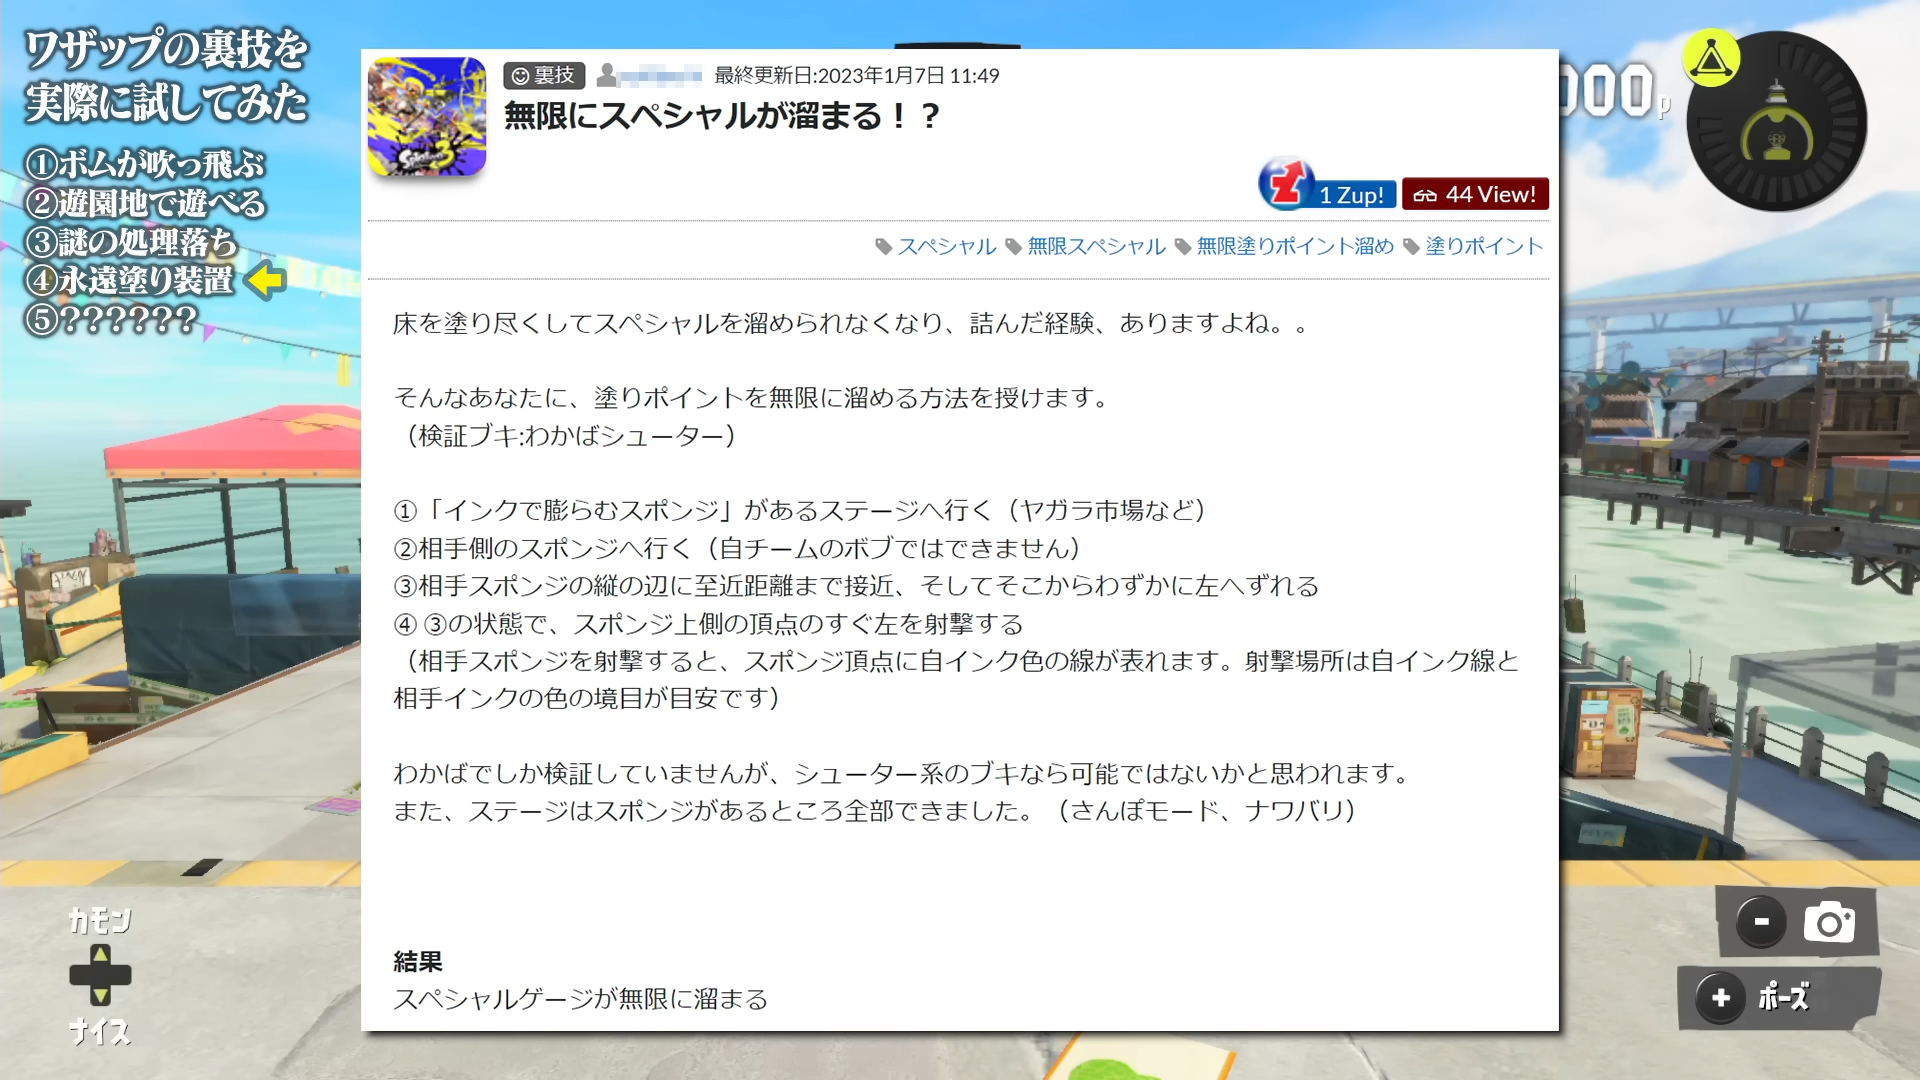 ワザップの裏技を
実際に試してみた
①ボムが吹っ飛ぶ
②遊園地で遊べる
③謎の処理落ち
④永遠塗り装置
⑤??????
Splatoon 3
裏技 最終更新日:2023年1月7日 11:49
無限にスペシャルが溜まる！？
1 Zup! 44 View!
スペシャル 無限スペシャル 無限塗りポイント溜め 塗りポイント
床を塗り尽くしてスペシャルを溜められなくなり、詰んだ経験、ありますよね。。
そんなあなたに、塗りポイントを無限に溜める方法を授けます。
（検証ブキ:わかばシューター）
①「インクで膨らむスポンジ」があるステージへ行く（ヤガラ市場など）
②相手側のスポンジへ行く（自チームのボブではできません）
③相手スポンジの縦の辺に至近距離まで接近、そしてそこからわずかに左へずれる
④ ③の状態で、スポンジ上側の頂点のすぐ左を射撃する
（相手スポンジを射撃すると、スポンジ頂点に自インク色の線が表れます。射撃場所は自インク線と
相手インクの色の境目が目安です）
わかばでしか検証していませんが、シューター系のブキなら可能ではないかと思われます。
また、ステージはスポンジがあるところ全部できました。（さんぽモード、ナワバリ）
結果
スペシャルゲージが無限に溜まる
000p
カモン
ナイス
ポーズ